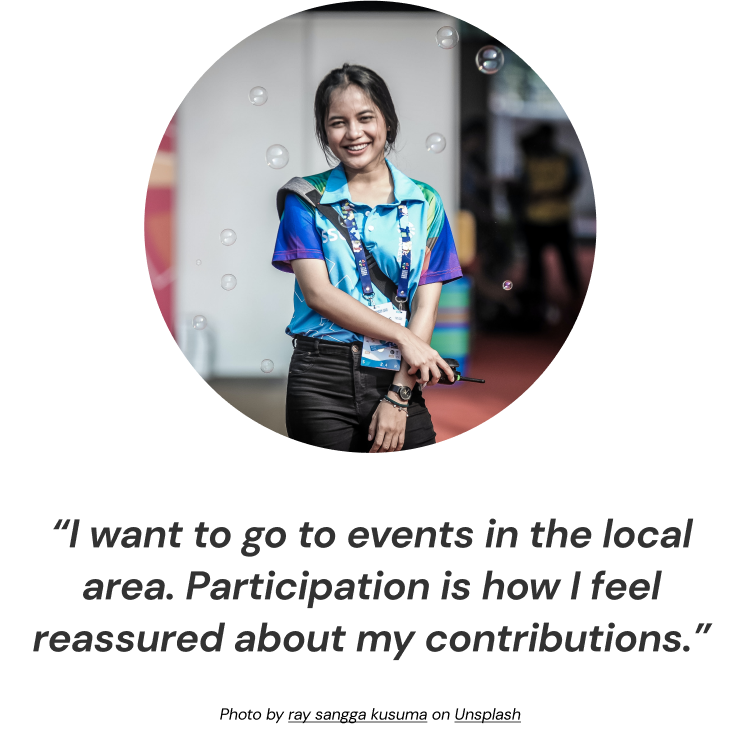 “I want to go to events in the local
area. Participation is how I feel
reassured about my contributions.”
Photo by ray sangga kusuma on Unsplash